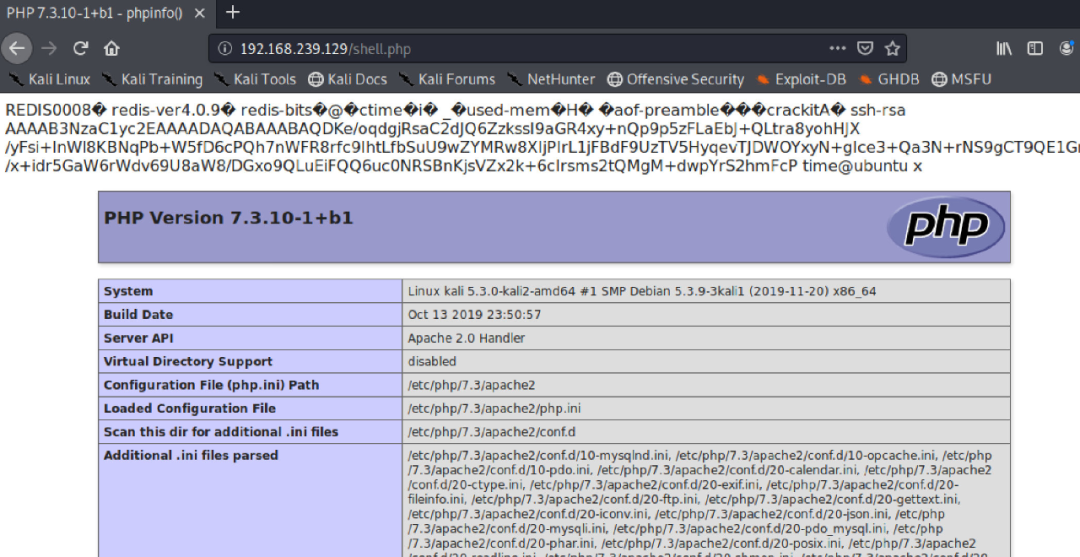 PHP 7.3.10-1+b1 - phpinfo()
192.168.239.129/shell.php
Kali Linux Kali Training Kali Tools Kali Docs Kali Forums NetHunter Offensive Security Exploit-DB GHDB MSFU
REDIS0008� redis-ver4.0.9� redis-bits�@�ctime�i� _�used-mem�H� �aof-preamble���crackitA� ssh-rsa
AAAAB3NzaC1yc2EAAAADAQABAAABAQDKe/oqdgjRsaC2dJQ6ZzkssI9aGR4xy+nQp9p5zFLaEbJ+QLtra8yohHJX
/yFsi+InWl8KBNqPb+W5fD6cPQh7nWFR8rfc9IhtLfbSuU9wZYMRw8XIjPlrL1jFBdF9UzTV5HyqevTJDWOYxyN+gIce3+Qa3N+rNS9gCT9QE1G
/x+idr5GaW6rWdv69U8aW8/DGxo9QLuEiFQQ6uc0NRSBnKjsVZx2k+6cIrsms2tQMgM+dwpYrS2hmFcP time@ubuntu x
PHP Version 7.3.10-1+b1
php
System Linux kali 5.3.0-kali2-amd64 #1 SMP Debian 5.3.9-3kali1 (2019-11-20) x86_64
Build Date Oct 13 2019 23:50:57
Server API Apache 2.0 Handler
Virtual Directory Support disabled
Configuration File (php.ini) Path /etc/php/7.3/apache2
Loaded Configuration File /etc/php/7.3/apache2/php.ini
Scan this dir for additional .ini files /etc/php/7.3/apache2/conf.d
Additional .ini files parsed /etc/php/7.3/apache2/conf.d/10-mysqlnd.ini, /etc/php/7.3/apache2/conf.d/10-opcache.ini, /etc/php
/7.3/apache2/conf.d/10-pdo.ini, /etc/php/7.3/apache2/conf.d/20-calendar.ini, /etc/php/7.3/apache2
/conf.d/20-ctype.ini, /etc/php/7.3/apache2/conf.d/20-exif.ini, /etc/php/7.3/apache2/conf.d/20-
fileinfo.ini, /etc/php/7.3/apache2/conf.d/20-ftp.ini, /etc/php/7.3/apache2/conf.d/20-gettext.ini,
/etc/php/7.3/apache2/conf.d/20-iconv.ini, /etc/php/7.3/apache2/conf.d/20-json.ini, /etc/php
/7.3/apache2/conf.d/20-mysqli.ini, /etc/php/7.3/apache2/conf.d/20-pdo_mysql.ini, /etc/php
/7.3/apache2/conf.d/20-phar.ini, /etc/php/7.3/apache2/conf.d/20-posix.ini, /etc/php/7.3/apache2